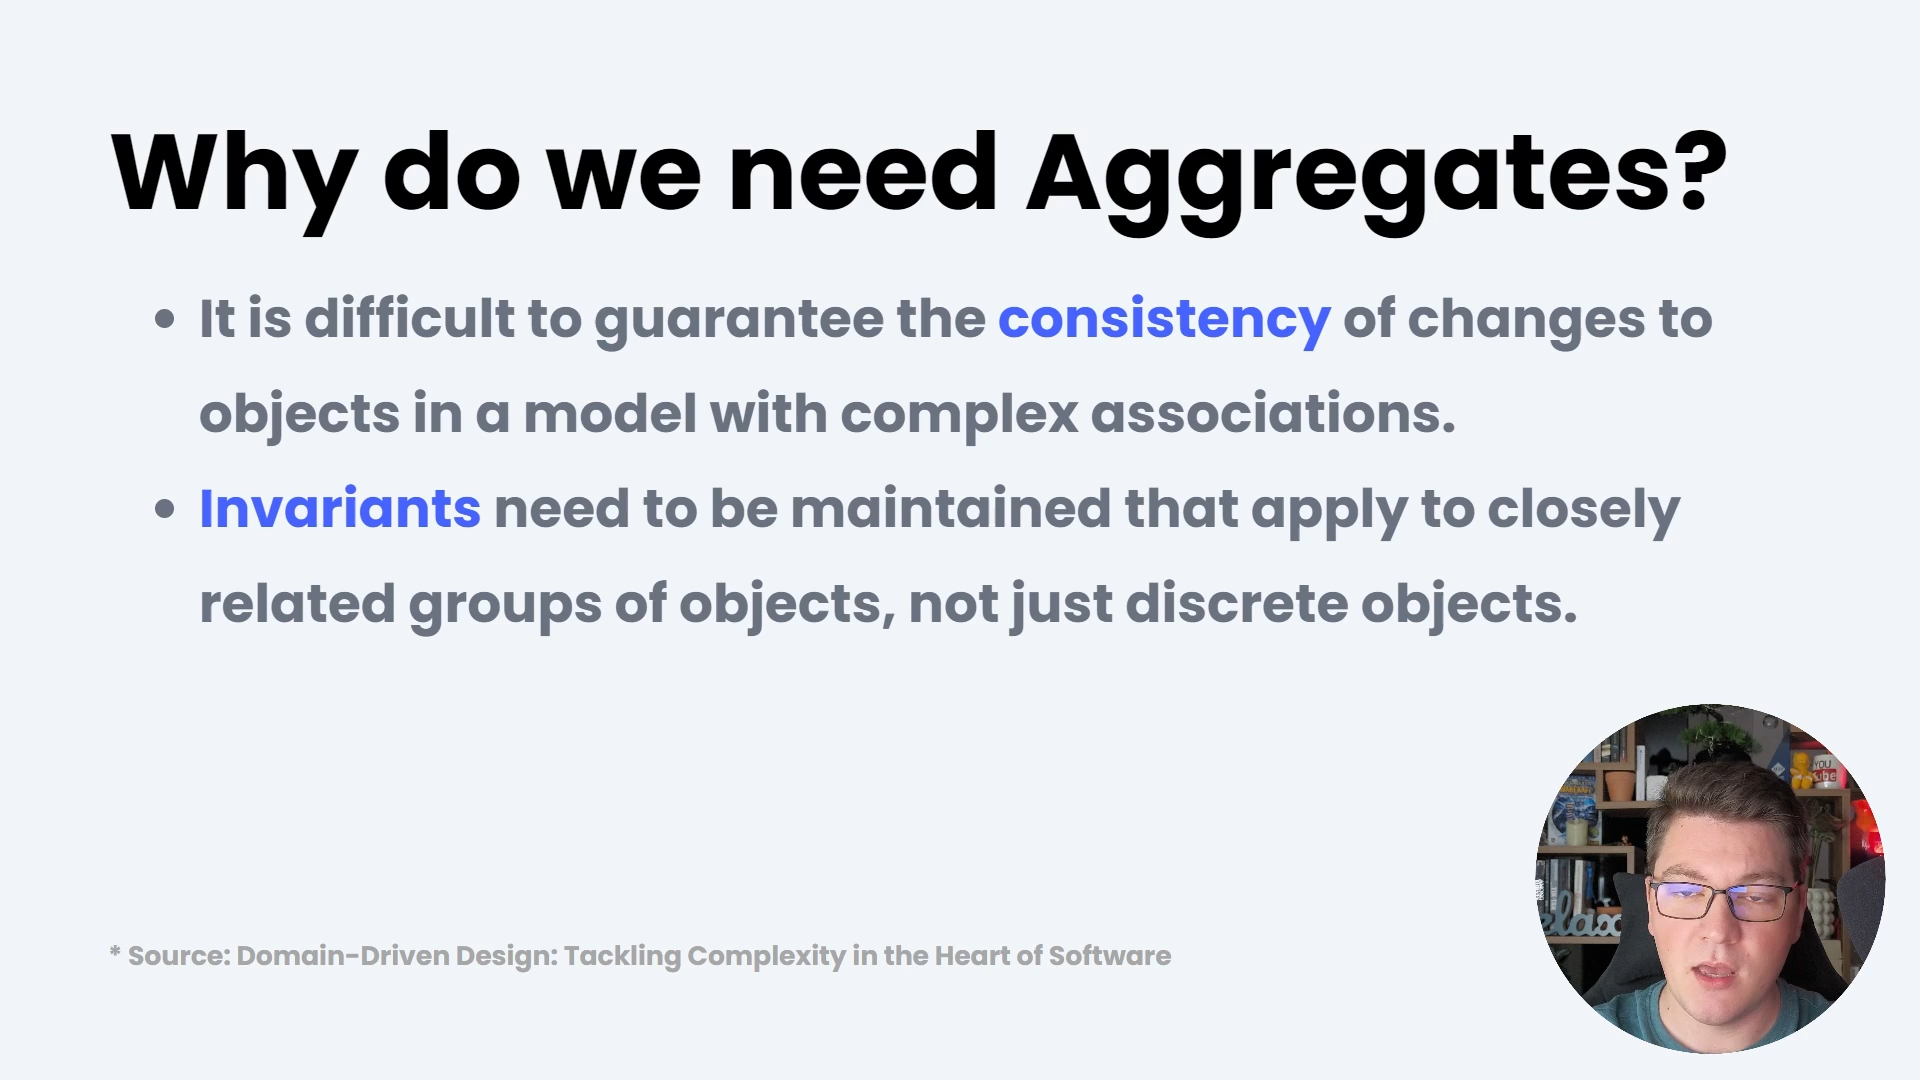 Why do we need Aggregates?
• It is difficult to guarantee the consistency of changes to
objects in a model with complex associations.
• Invariants need to be maintained that apply to closely
related groups of objects, not just discrete objects.
YOU
* Source: Domain-Driven Design: Tackling Complexity in the Heart of Software